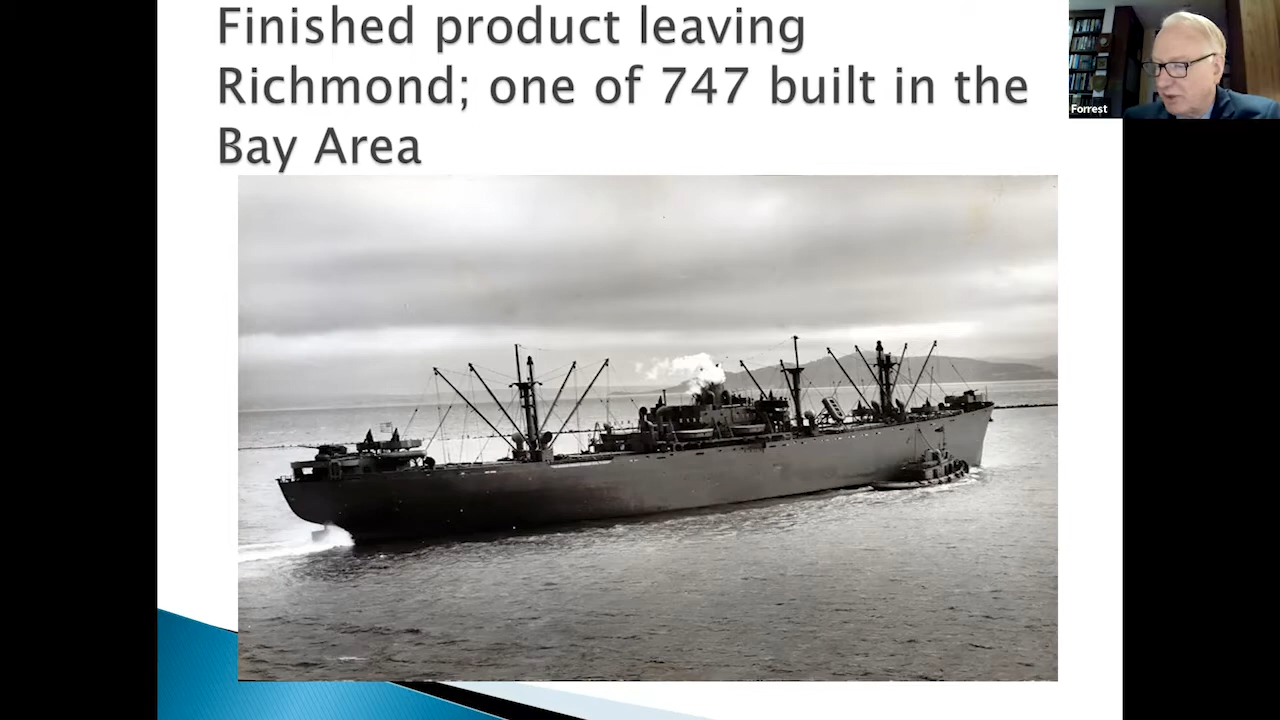 Finished product leaving
Richmond; one of 747 built in the
Bay Area
Forrest